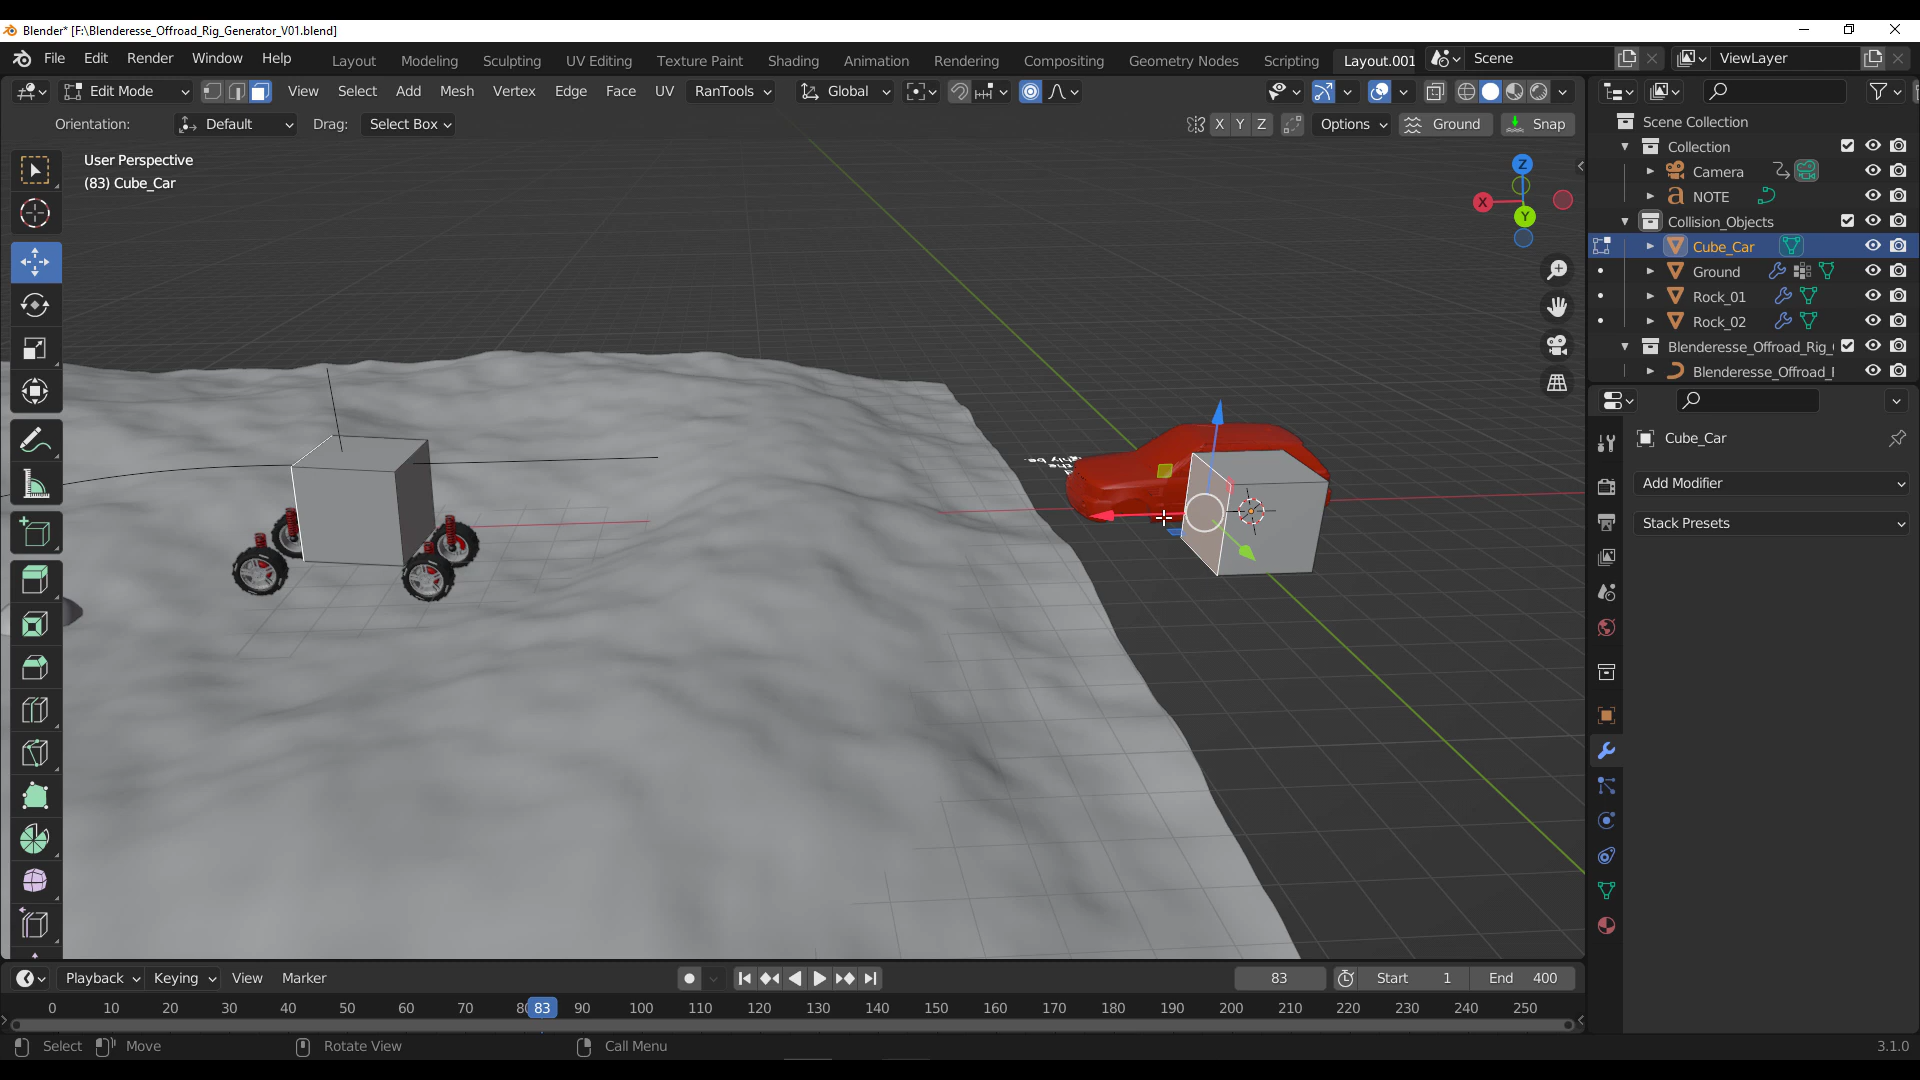 Blender* [F:\Blenderesse_Offroad_Rig_Generator_V01.blend]
File Edit Render Window Help
Layout Modeling Sculpting UV Editing Texture Paint Shading Animation Rendering Compositing Geometry Nodes Scripting Layout.001
Scene
ViewLayer
Edit Mode
View Select Add Mesh Vertex Edge Face UV RanTools
Global
Orientation: Default Drag: Select Box
X Y Z
Options
Ground
Snap
User Perspective
(83) Cube_Car
Z
X
Y
Scene Collection
Collection
Camera
NOTE
Collision_Objects
Cube_Car
Ground
Rock_01
Rock_02
Blenderesse_Offroad_Rig_
Blenderesse_Offroad_
Cube_Car
Add Modifier
Stack Presets
Playback Keying View Marker
83
Start 1
End 400
0 10 20 30 40 50 60 70 8 83 90 100 110 120 130 140 150 160 170 180 190 200 210 220 230 240 250
Select Move Rotate View Call Menu
3.1.0